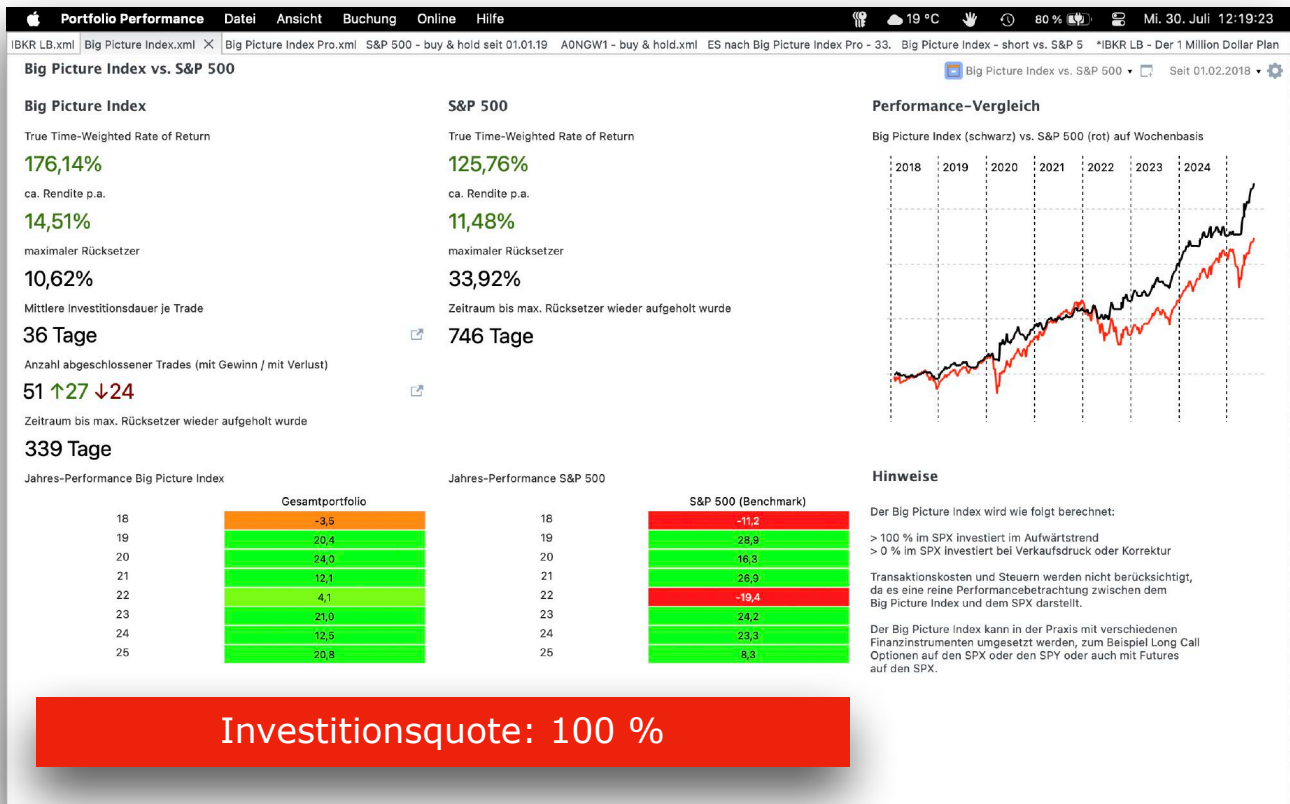 Portfolio Performance Datei Ansicht Buchung Online Hilfe 19 °C 80 % Mi. 30. Juli 12:19:23
IBKR LB.xml Big Picture Index.xml Big Picture Index Pro.xml S&P 500 - buy & hold seit 01.01.19 A0NGW1 - buy & hold.xml ES nach Big Picture Index Pro - 33. Big Picture Index - short vs. S&P 5 *IBKR LB - Der 1 Million Dollar Plan
Big Picture Index vs. S&P 500
Big Picture Index vs. S&P 500 Seit 01.02.2018
Big Picture Index
True Time-Weighted Rate of Return
176,14%
ca. Rendite p.a.
14,51%
maximaler Rücksetzer
10,62%
Mittlere Investitionsdauer je Trade
36 Tage
Anzahl abgeschlossener Trades (mit Gewinn / mit Verlust)
51 ↑27 ↓24
Zeitraum bis max. Rücksetzer wieder aufgeholt wurde
339 Tage
S&P 500
True Time-Weighted Rate of Return
125,76%
ca. Rendite p.a.
11,48%
maximaler Rücksetzer
33,92%
Zeitraum bis max. Rücksetzer wieder aufgeholt wurde
746 Tage
Performance-Vergleich
Big Picture Index (schwarz) vs. S&P 500 (rot) auf Wochenbasis
2018 2019 2020 2021 2022 2023 2024
Jahres-Performance Big Picture Index
Gesamtportfolio
18 -3,5
19 20,4
20 24,0
21 12,1
22 4,1
23 21,0
24 12,5
25 20,8
Jahres-Performance S&P 500
S&P 500 (Benchmark)
18 -11,2
19 28,9
20 16,3
21 26,9
22 -19,4
23 24,2
24 23,3
25 8,3
Hinweise
Der Big Picture Index wird wie folgt berechnet:
> 100 % im SPX investiert im Aufwärtstrend
> 0 % im SPX investiert bei Verkaufsdruck oder Korrektur
Transaktionskosten und Steuern werden nicht berücksichtigt,
da es eine reine Performancebetrachtung zwischen dem
Big Picture Index und dem SPX darstellt.
Der Big Picture Index kann in der Praxis mit verschiedenen
Finanzinstrumenten umgesetzt werden, zum Beispiel Long Call
Optionen auf den SPX oder den SPY oder auch mit Futures
auf den SPX.
Investitionsquote: 100 %